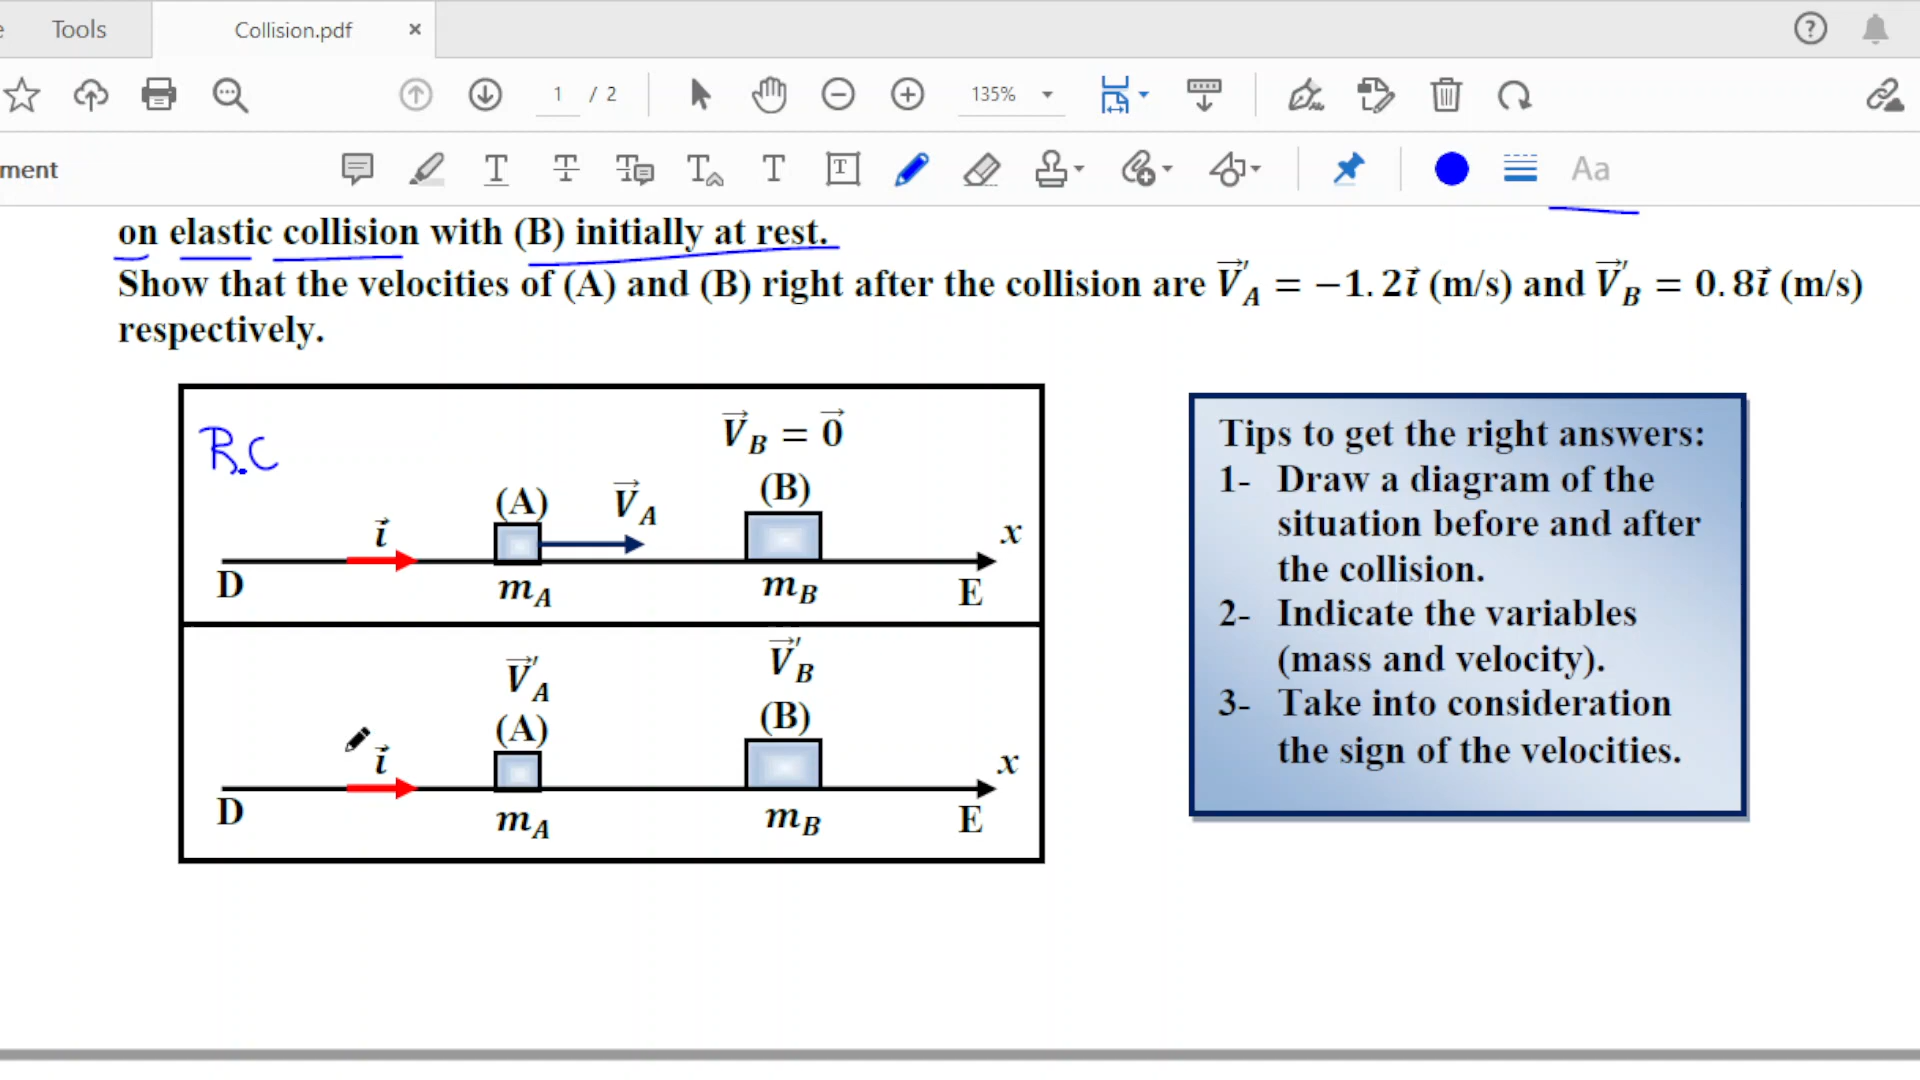 Tools
Collision.pdf
1 / 2
135%
ment
Aa
on elastic collision with (B) initially at rest.
Show that the velocities of (A) and (B) right after the collision are V⃗′A = −1.2i⃗ (m/s) and V⃗′B = 0.8i⃗ (m/s)
respectively.
R.C
V⃗B = 0⃗
(A) V⃗A (B)
i⃗ x
D mA mB E
V⃗′A V⃗′B
(A) (B)
i⃗ x
D mA mB E
Tips to get the right answers:
1- Draw a diagram of the
situation before and after
the collision.
2- Indicate the variables
(mass and velocity).
3- Take into consideration
the sign of the velocities.